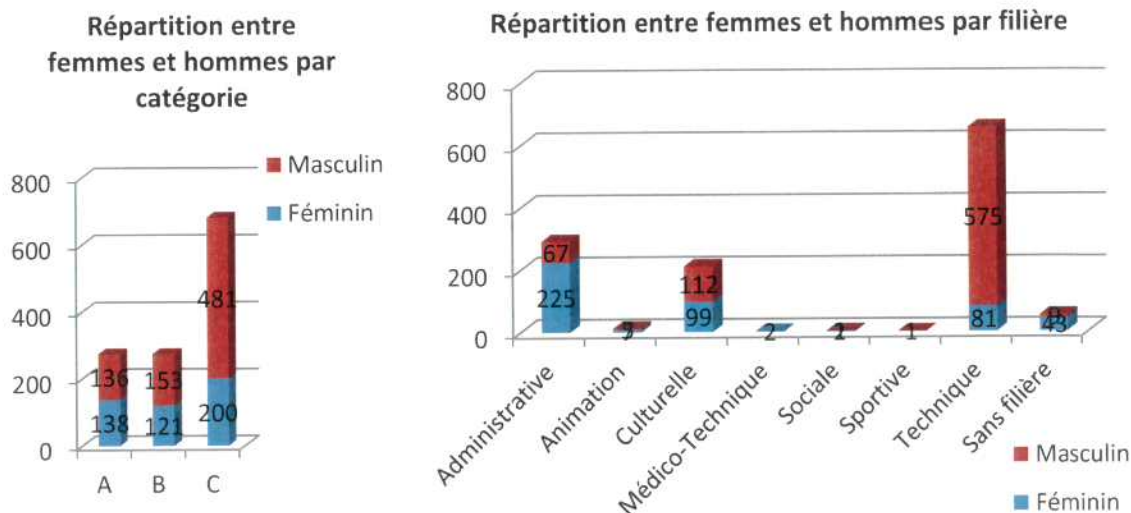 Répartition entre
femmes et hommes par
catégorie
Masculin
Féminin
800
600
400
200
0
481
136
153
138
121
200
A
B
C
Répartition entre femmes et hommes par filière
800
600
400
200
0
67
225
112
99
2
1
575
81
43
Administrative
Animation
Culturelle
Médico-Technique
Sociale
Sportive
Technique
Sans filière
Masculin
Féminin